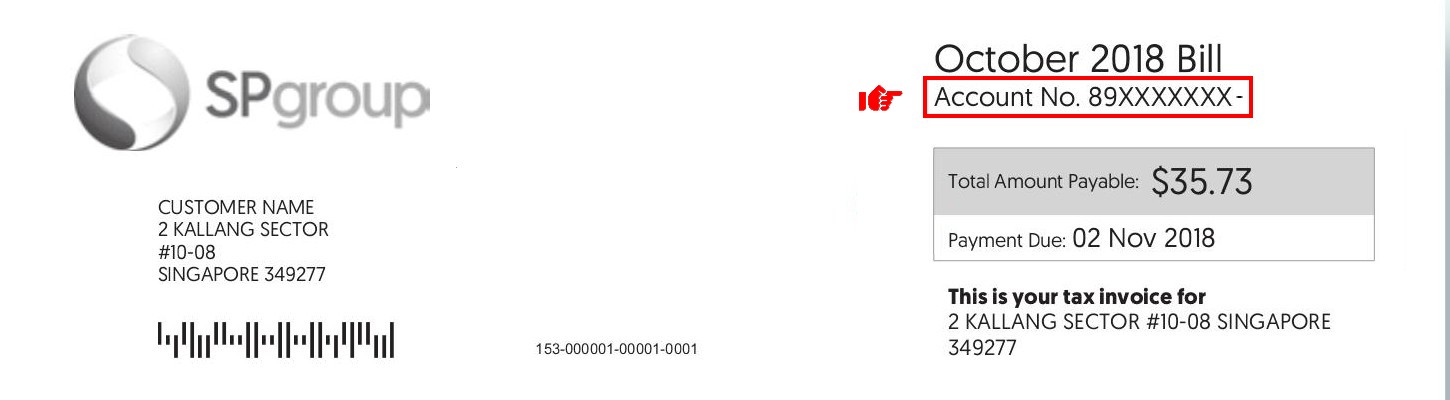 SPgroup
October 2018 Bill
Account No. 89XXXXXXX-
Total Amount Payable: $35.73
Payment Due: 02 Nov 2018
CUSTOMER NAME
2 KALLANG SECTOR
#10-08
SINGAPORE 349277
153-000001-00001-0001
This is your tax invoice for
2 KALLANG SECTOR #10-08 SINGAPORE
349277